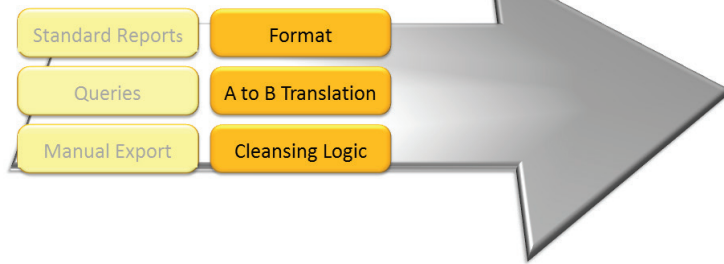 Standard Reports
Format
Queries
A to B Translation
Manual Export
Cleansing Logic